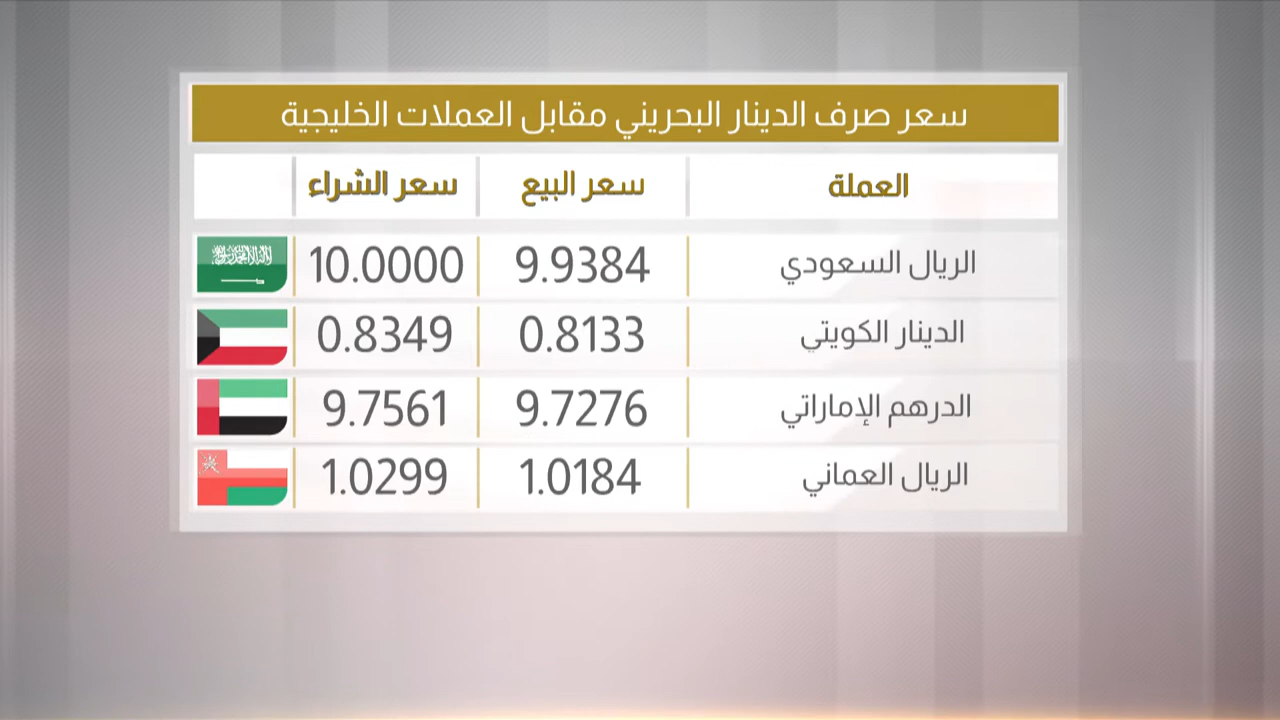 سعر صرف الدينار البحريني مقابل العملات الخليجية
العملة سعر البيع سعر الشراء
الريال السعودي 9.9384 10.0000
الدينار الكويتي 0.8133 0.8349
الدرهم الإماراتي 9.7276 9.7561
الريال العماني 1.0184 1.0299